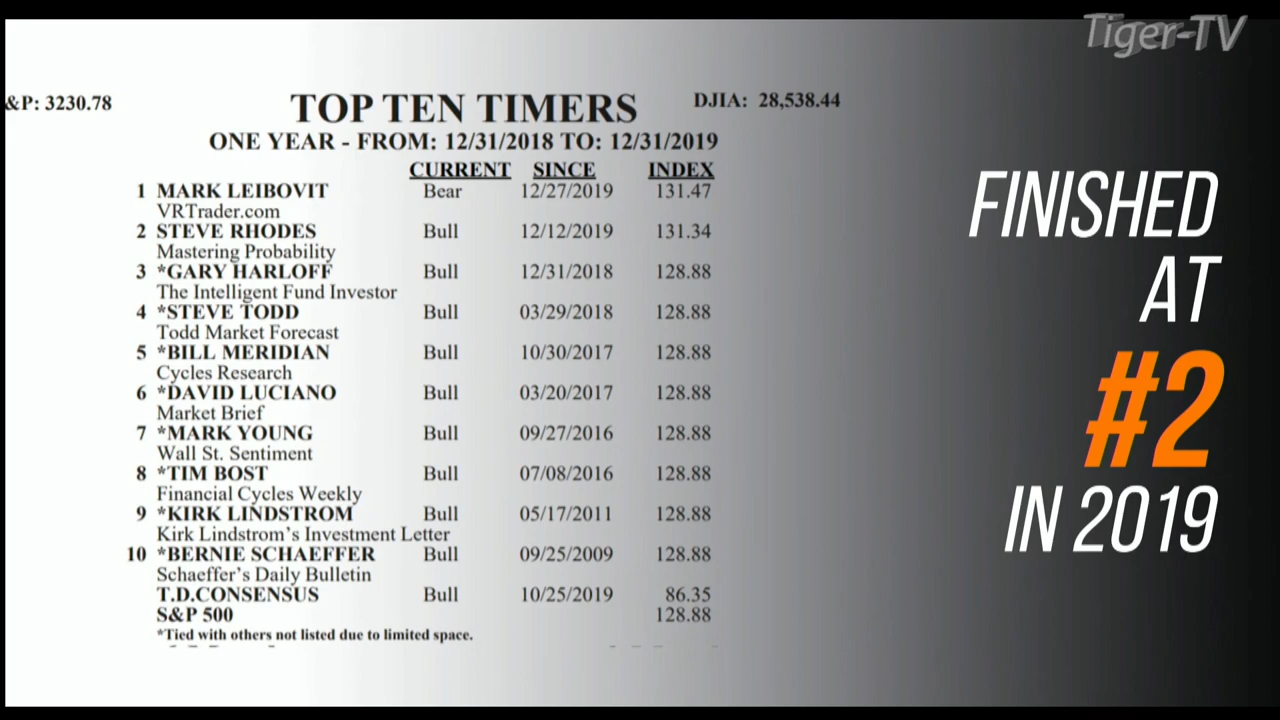 Tiger-TV
&P: 3230.78
TOP TEN TIMERS
DJIA: 28,538.44
ONE YEAR - FROM: 12/31/2018 TO: 12/31/2019
CURRENT SINCE INDEX
1 MARK LEIBOVIT Bear 12/27/2019 131.47
VRTrader.com
2 STEVE RHODES Bull 12/12/2019 131.34
Mastering Probability
3 *GARY HARLOFF Bull 12/31/2018 128.88
The Intelligent Fund Investor
4 *STEVE TODD Bull 03/29/2018 128.88
Todd Market Forecast
5 *BILL MERIDIAN Bull 10/30/2017 128.88
Cycles Research
6 *DAVID LUCIANO Bull 03/20/2017 128.88
Market Brief
7 *MARK YOUNG Bull 09/27/2016 128.88
Wall St. Sentiment
8 *TIM BOST Bull 07/08/2016 128.88
Financial Cycles Weekly
9 *KIRK LINDSTROM Bull 05/17/2011 128.88
Kirk Lindstrom's Investment Letter
10 *BERNIE SCHAEFFER Bull 09/25/2009 128.88
Schaeffer's Daily Bulletin
T.D.CONSENSUS Bull 10/25/2019 86.35
S&P 500 128.88
*Tied with others not listed due to limited space.
FINISHED
AT
#2
IN 2019